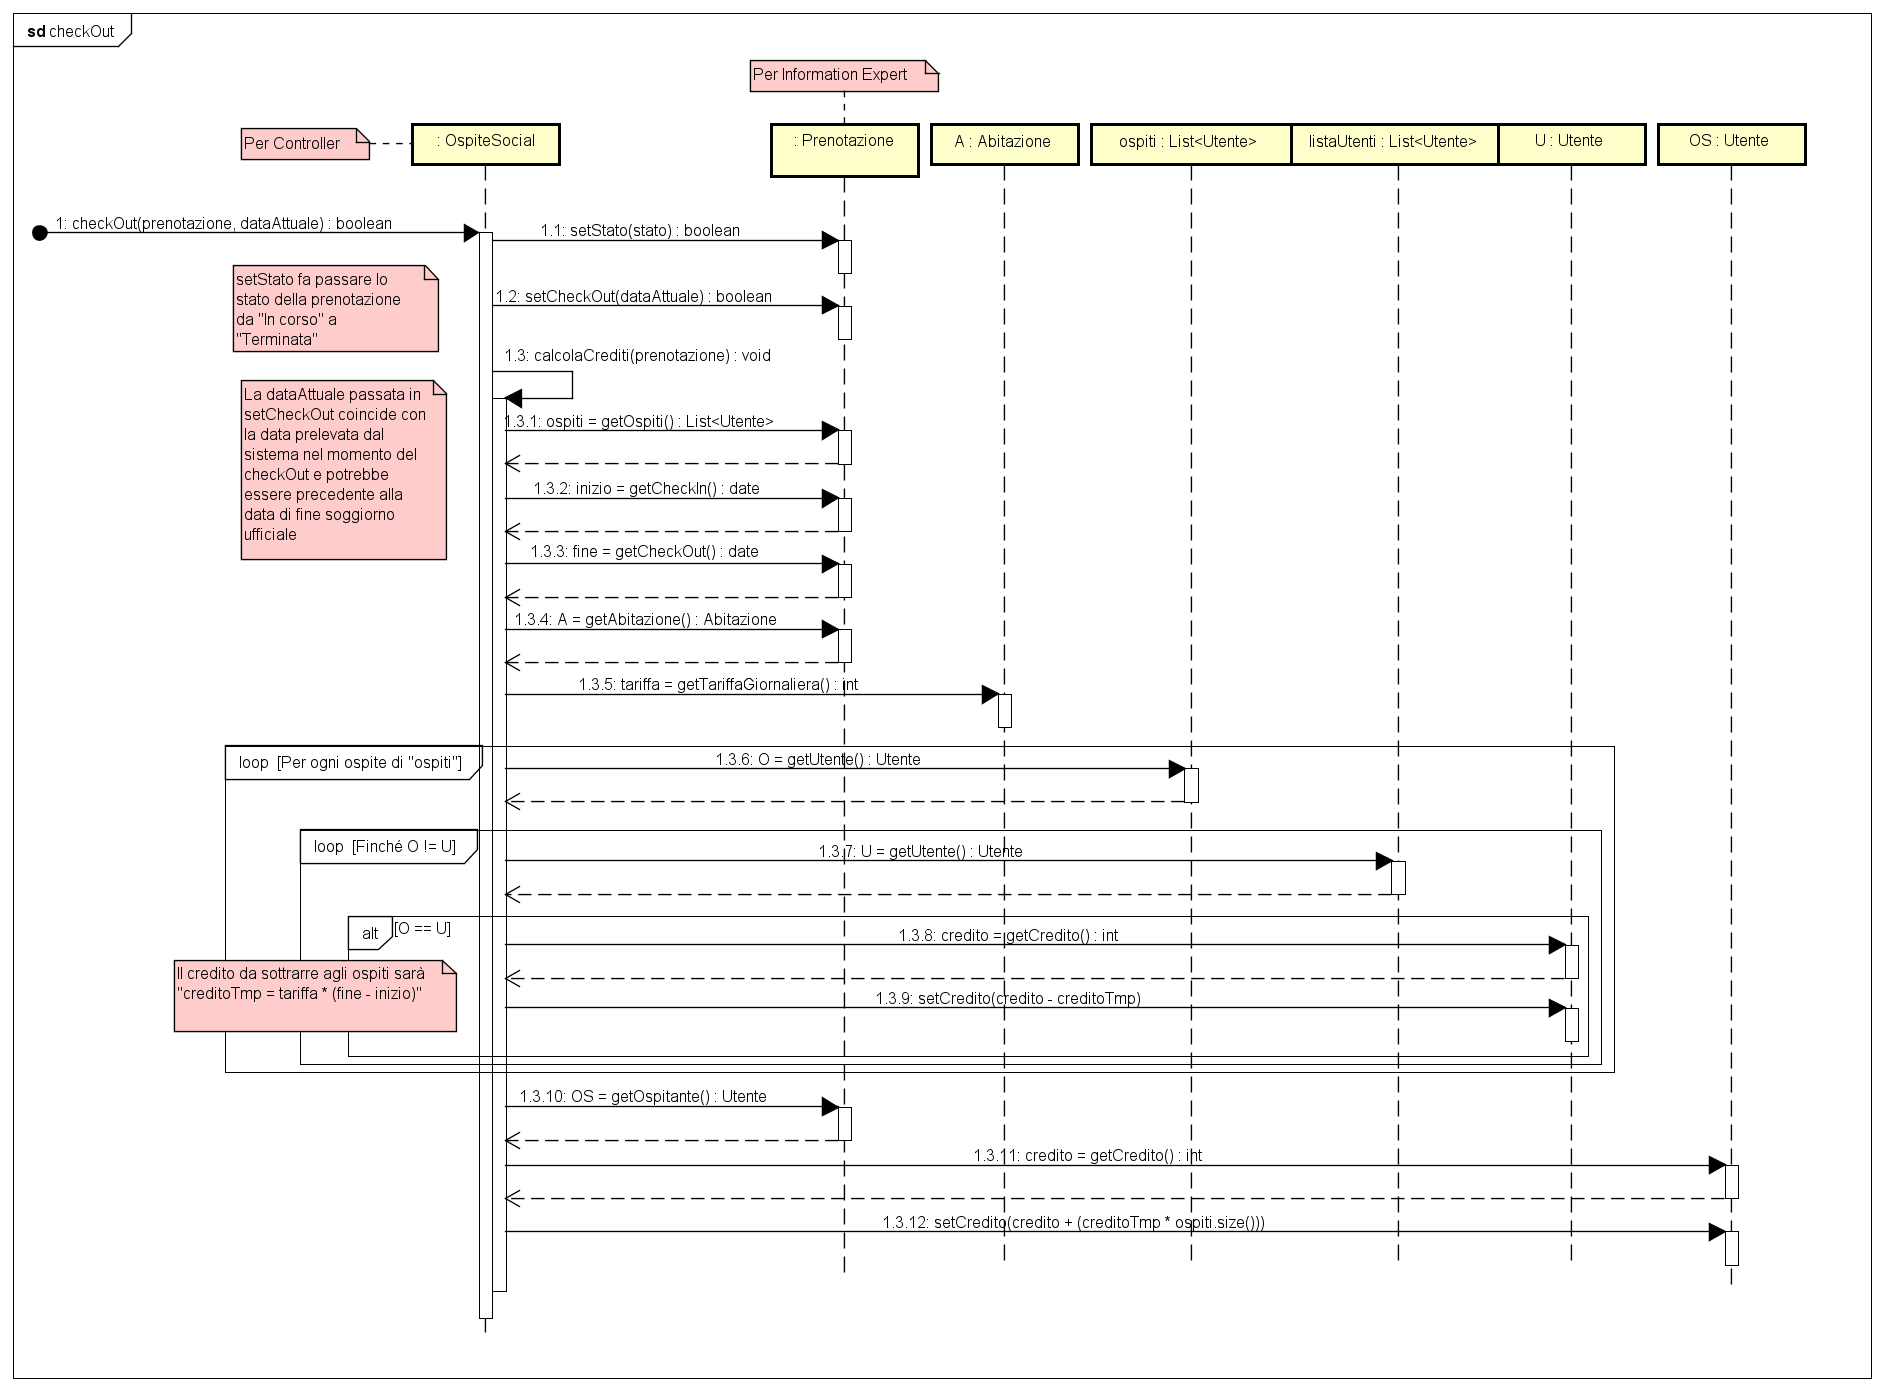 sd checkOut
Per Information Expert
Per Controller
: OspiteSocial
: Prenotazione
A : Abitazione
ospiti : List<Utente>
listaUtenti : List<Utente>
U : Utente
OS : Utente
1: checkOut(prenotazione, dataAttuale) : boolean
1.1: setStato(stato) : boolean
setStato fa passare lo
stato della prenotazione
da "In corso" a
"Terminata"
1.2: setCheckOut(dataAttuale) : boolean
1.3: calcolaCrediti(prenotazione) : void
La dataAttuale passata in
setCheckOut coincide con
la data prelevata dal
sistema nel momento del
checkOut e potrebbe
essere precedente alla
data di fine soggiorno
ufficiale
1.3.1: ospiti = getOspiti() : List<Utente>
1.3.2: inizio = getCheckIn() : date
1.3.3: fine = getCheckOut() : date
1.3.4: A = getAbitazione() : Abitazione
1.3.5: tariffa = getTariffaGiornaliera() : int
loop [Per ogni ospite di "ospiti"]
1.3.6: O = getUtente() : Utente
loop [Finché O != U]
1.3.7: U = getUtente() : Utente
alt [O == U]
1.3.8: credito = getCredito() : int
Il credito da sottrarre agli ospiti sarà
"creditoTmp = tariffa * (fine - inizio)"
1.3.9: setCredito(credito - creditoTmp)
1.3.10: OS = getOspitante() : Utente
1.3.11: credito = getCredito() : int
1.3.12: setCredito(credito + (creditoTmp * ospiti.size()))